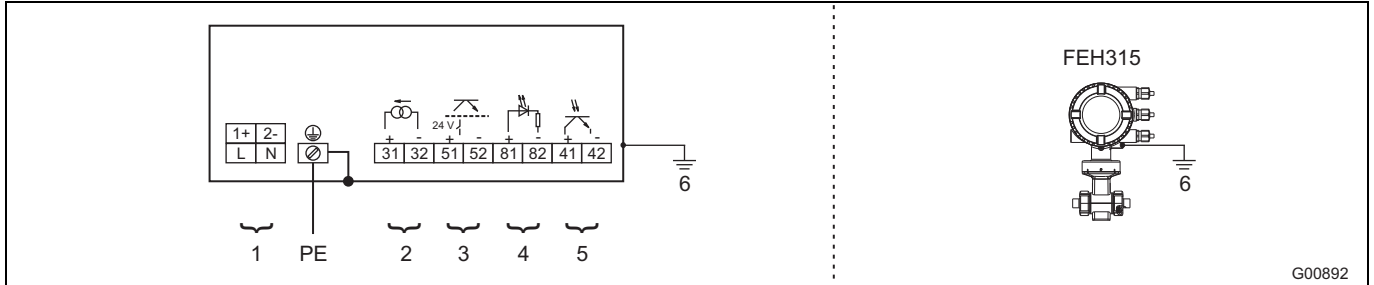 FEH315
24 V
+ - + - + - + -
1+ 2-
L N 31 32 51 52 81 82 41 42
6
6
1 PE 2 3 4 5
G00892